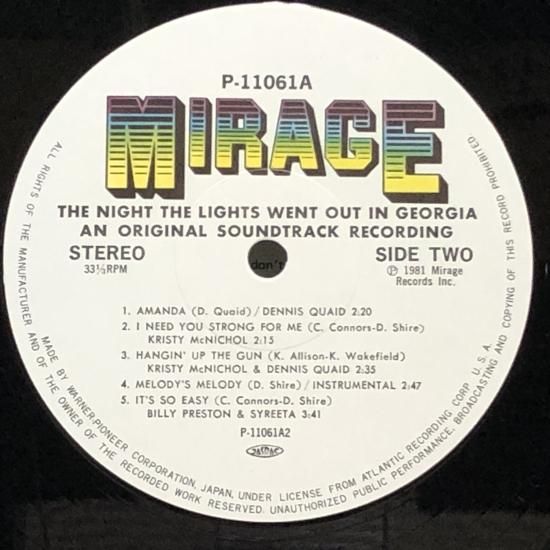 P-11061A
MIRAGE
THE NIGHT THE LIGHTS WENT OUT IN GEORGIA
AN ORIGINAL SOUNDTRACK RECORDING
STEREO
33⅓RPM
don't
SIDE TWO
Ⓟ 1981 Mirage
Records Inc.
1. AMANDA (D. Quaid)/DENNIS QUAID 2:20
2. I NEED YOU STRONG FOR ME (C. Connors-D. Shire)
KRISTY McNICHOL 2:15
3. HANGIN' UP THE GUN (K. Allison-K. Wakefield)
KRISTY McNICHOL & DENNIS QUAID 2:35
4. MELODY'S MELODY (D. Shire)/INSTRUMENTAL 2:47
5. IT'S SO EASY (C. Connors-D. Shire)
BILLY PRESTON & SYREETA 3:41
P-11061A2
JASRAC
MADE BY WARNER-PIONEER CORPORATION, JAPAN, UNDER LICENSE FROM ATLANTIC RECORDING CORP. U.S.A.
ALL RIGHTS OF THE MANUFACTURER AND OF THE OWNER OF THE RECORDED WORK RESERVED. UNAUTHORIZED PUBLIC PERFORMANCE, BROADCASTING AND COPYING OF THIS RECORD PROHIBITED.